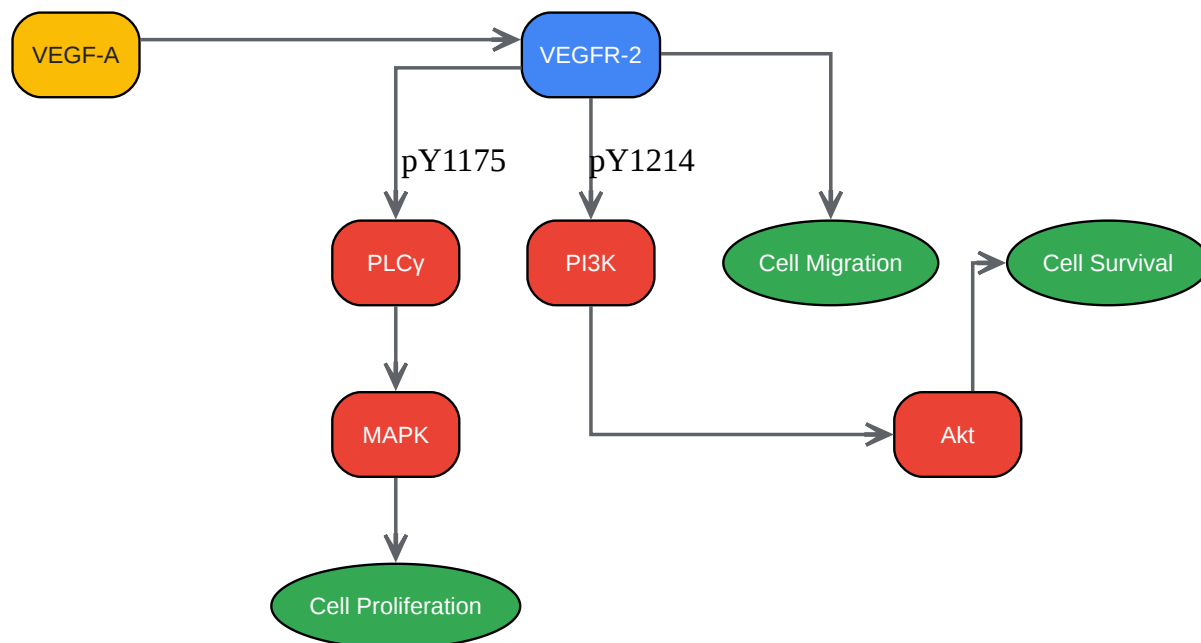 VEGF-A
VEGFR-2
pY1175
pY1214
PLCγ
PI3K
Cell Migration
Cell Survival
MAPK
Akt
Cell Proliferation